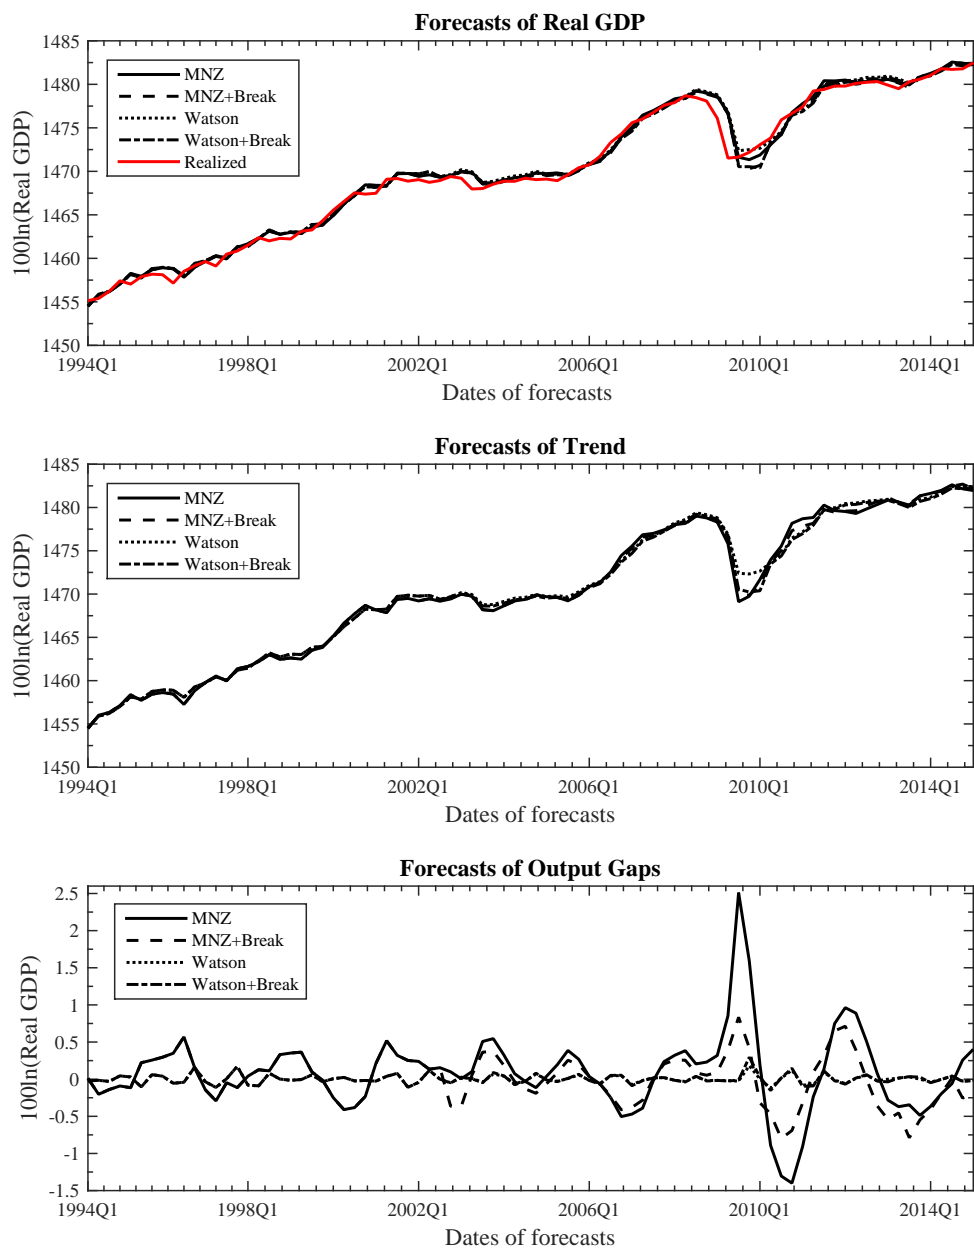 Forecasts of Real GDP
1485
1480
1475
1470
1465
1460
1455
1450
100ln(Real GDP)
MNZ
MNZ+Break
Watson
Watson+Break
Realized
1994Q1 1998Q1 2002Q1 2006Q1 2010Q1 2014Q1
Dates of forecasts
Forecasts of Trend
1485
1480
1475
1470
1465
1460
1455
1450
100ln(Real GDP)
MNZ
MNZ+Break
Watson
Watson+Break
1994Q1 1998Q1 2002Q1 2006Q1 2010Q1 2014Q1
Dates of forecasts
Forecasts of Output Gaps
2.5
2
1.5
1
0.5
0
-0.5
-1
-1.5
100ln(Real GDP)
MNZ
MNZ+Break
Watson
Watson+Break
1994Q1 1998Q1 2002Q1 2006Q1 2010Q1 2014Q1
Dates of forecasts